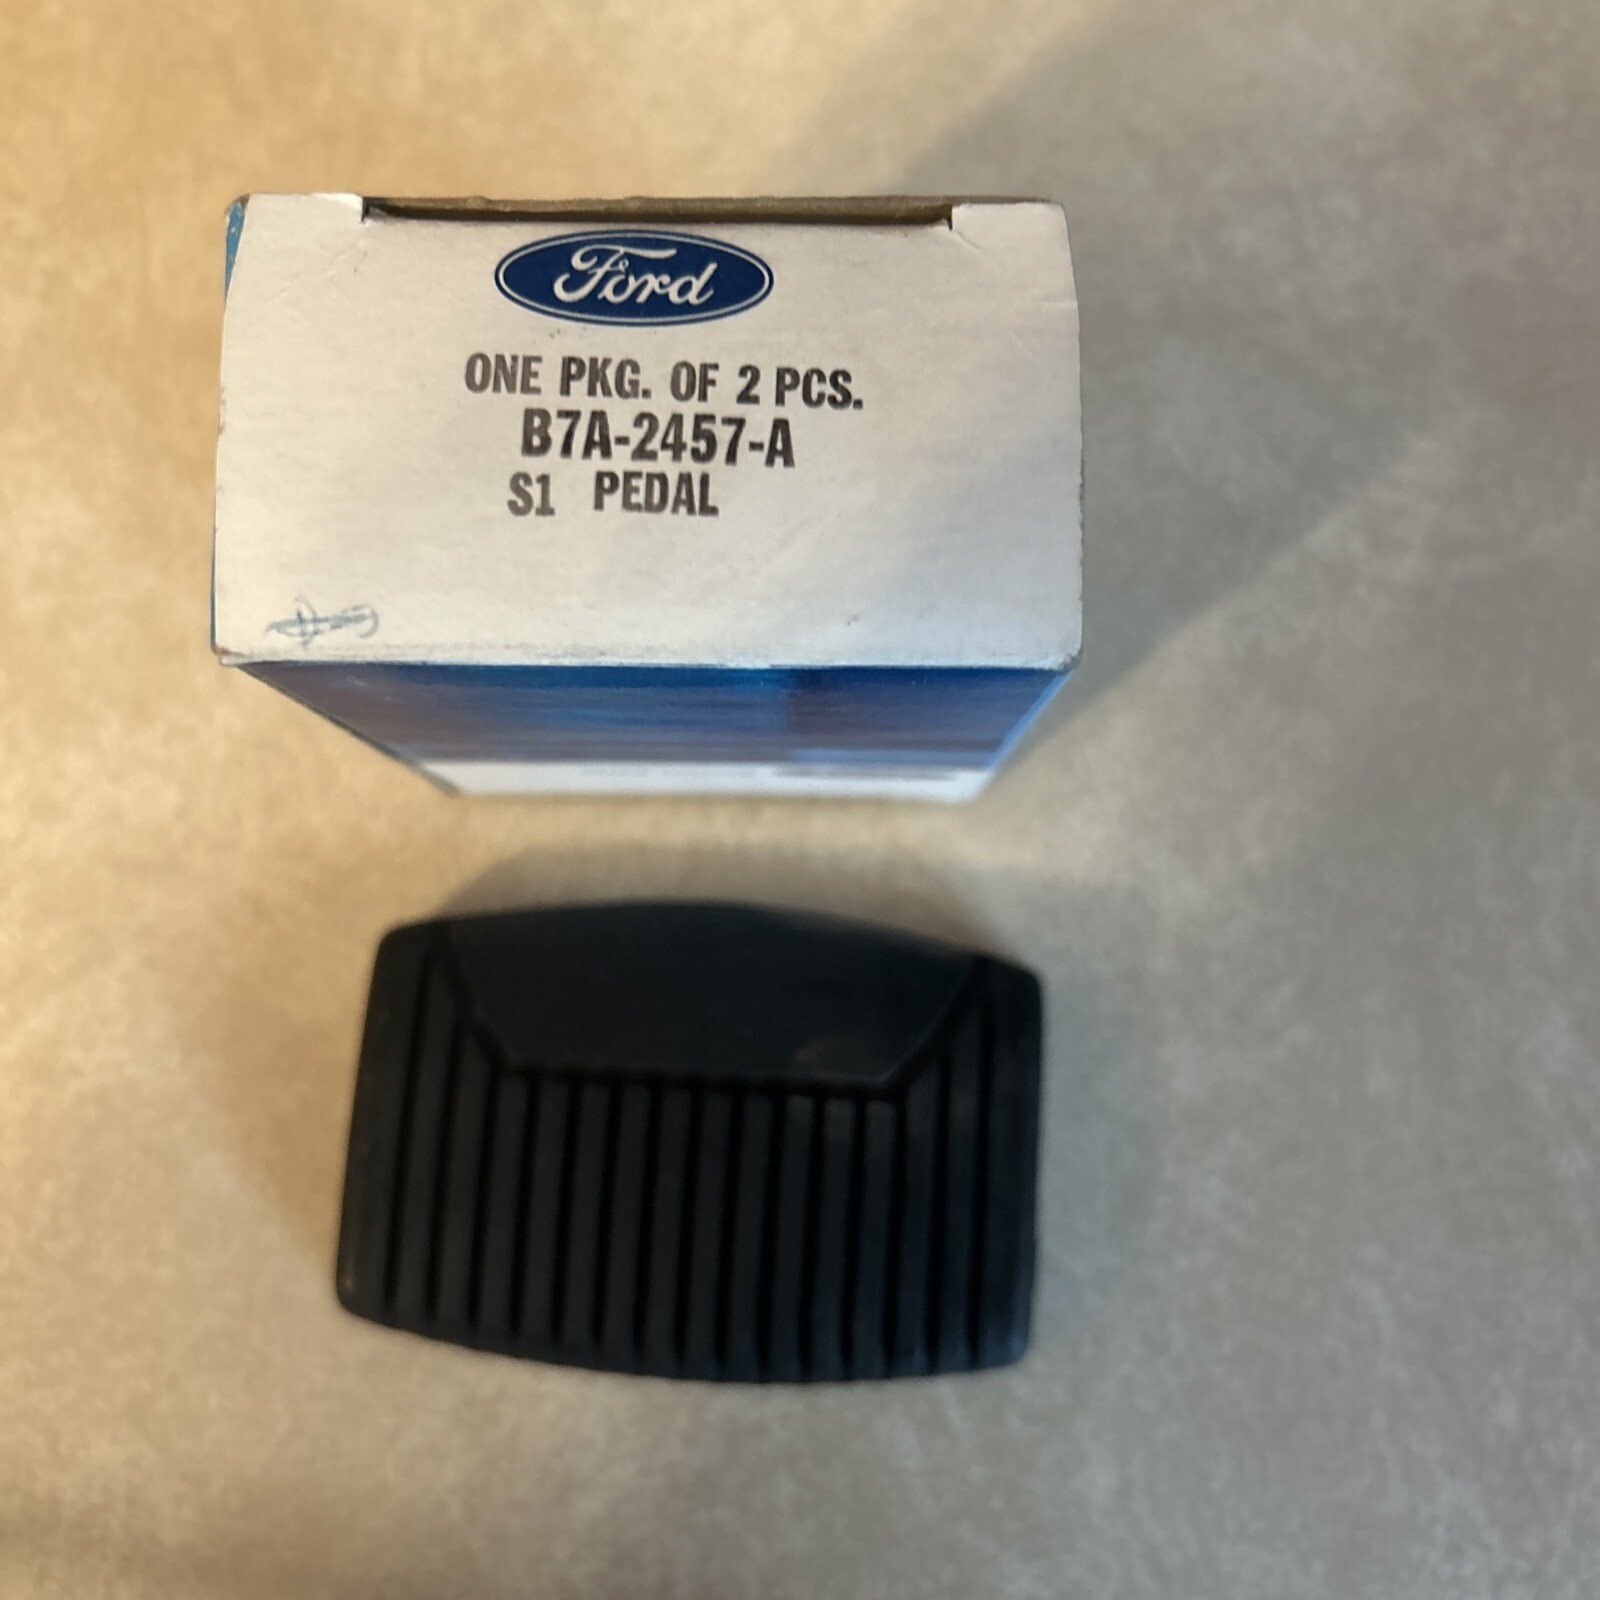 Ford
ONE PKG. OF 2 PCS.
B7A-2457-A
S1 PEDAL